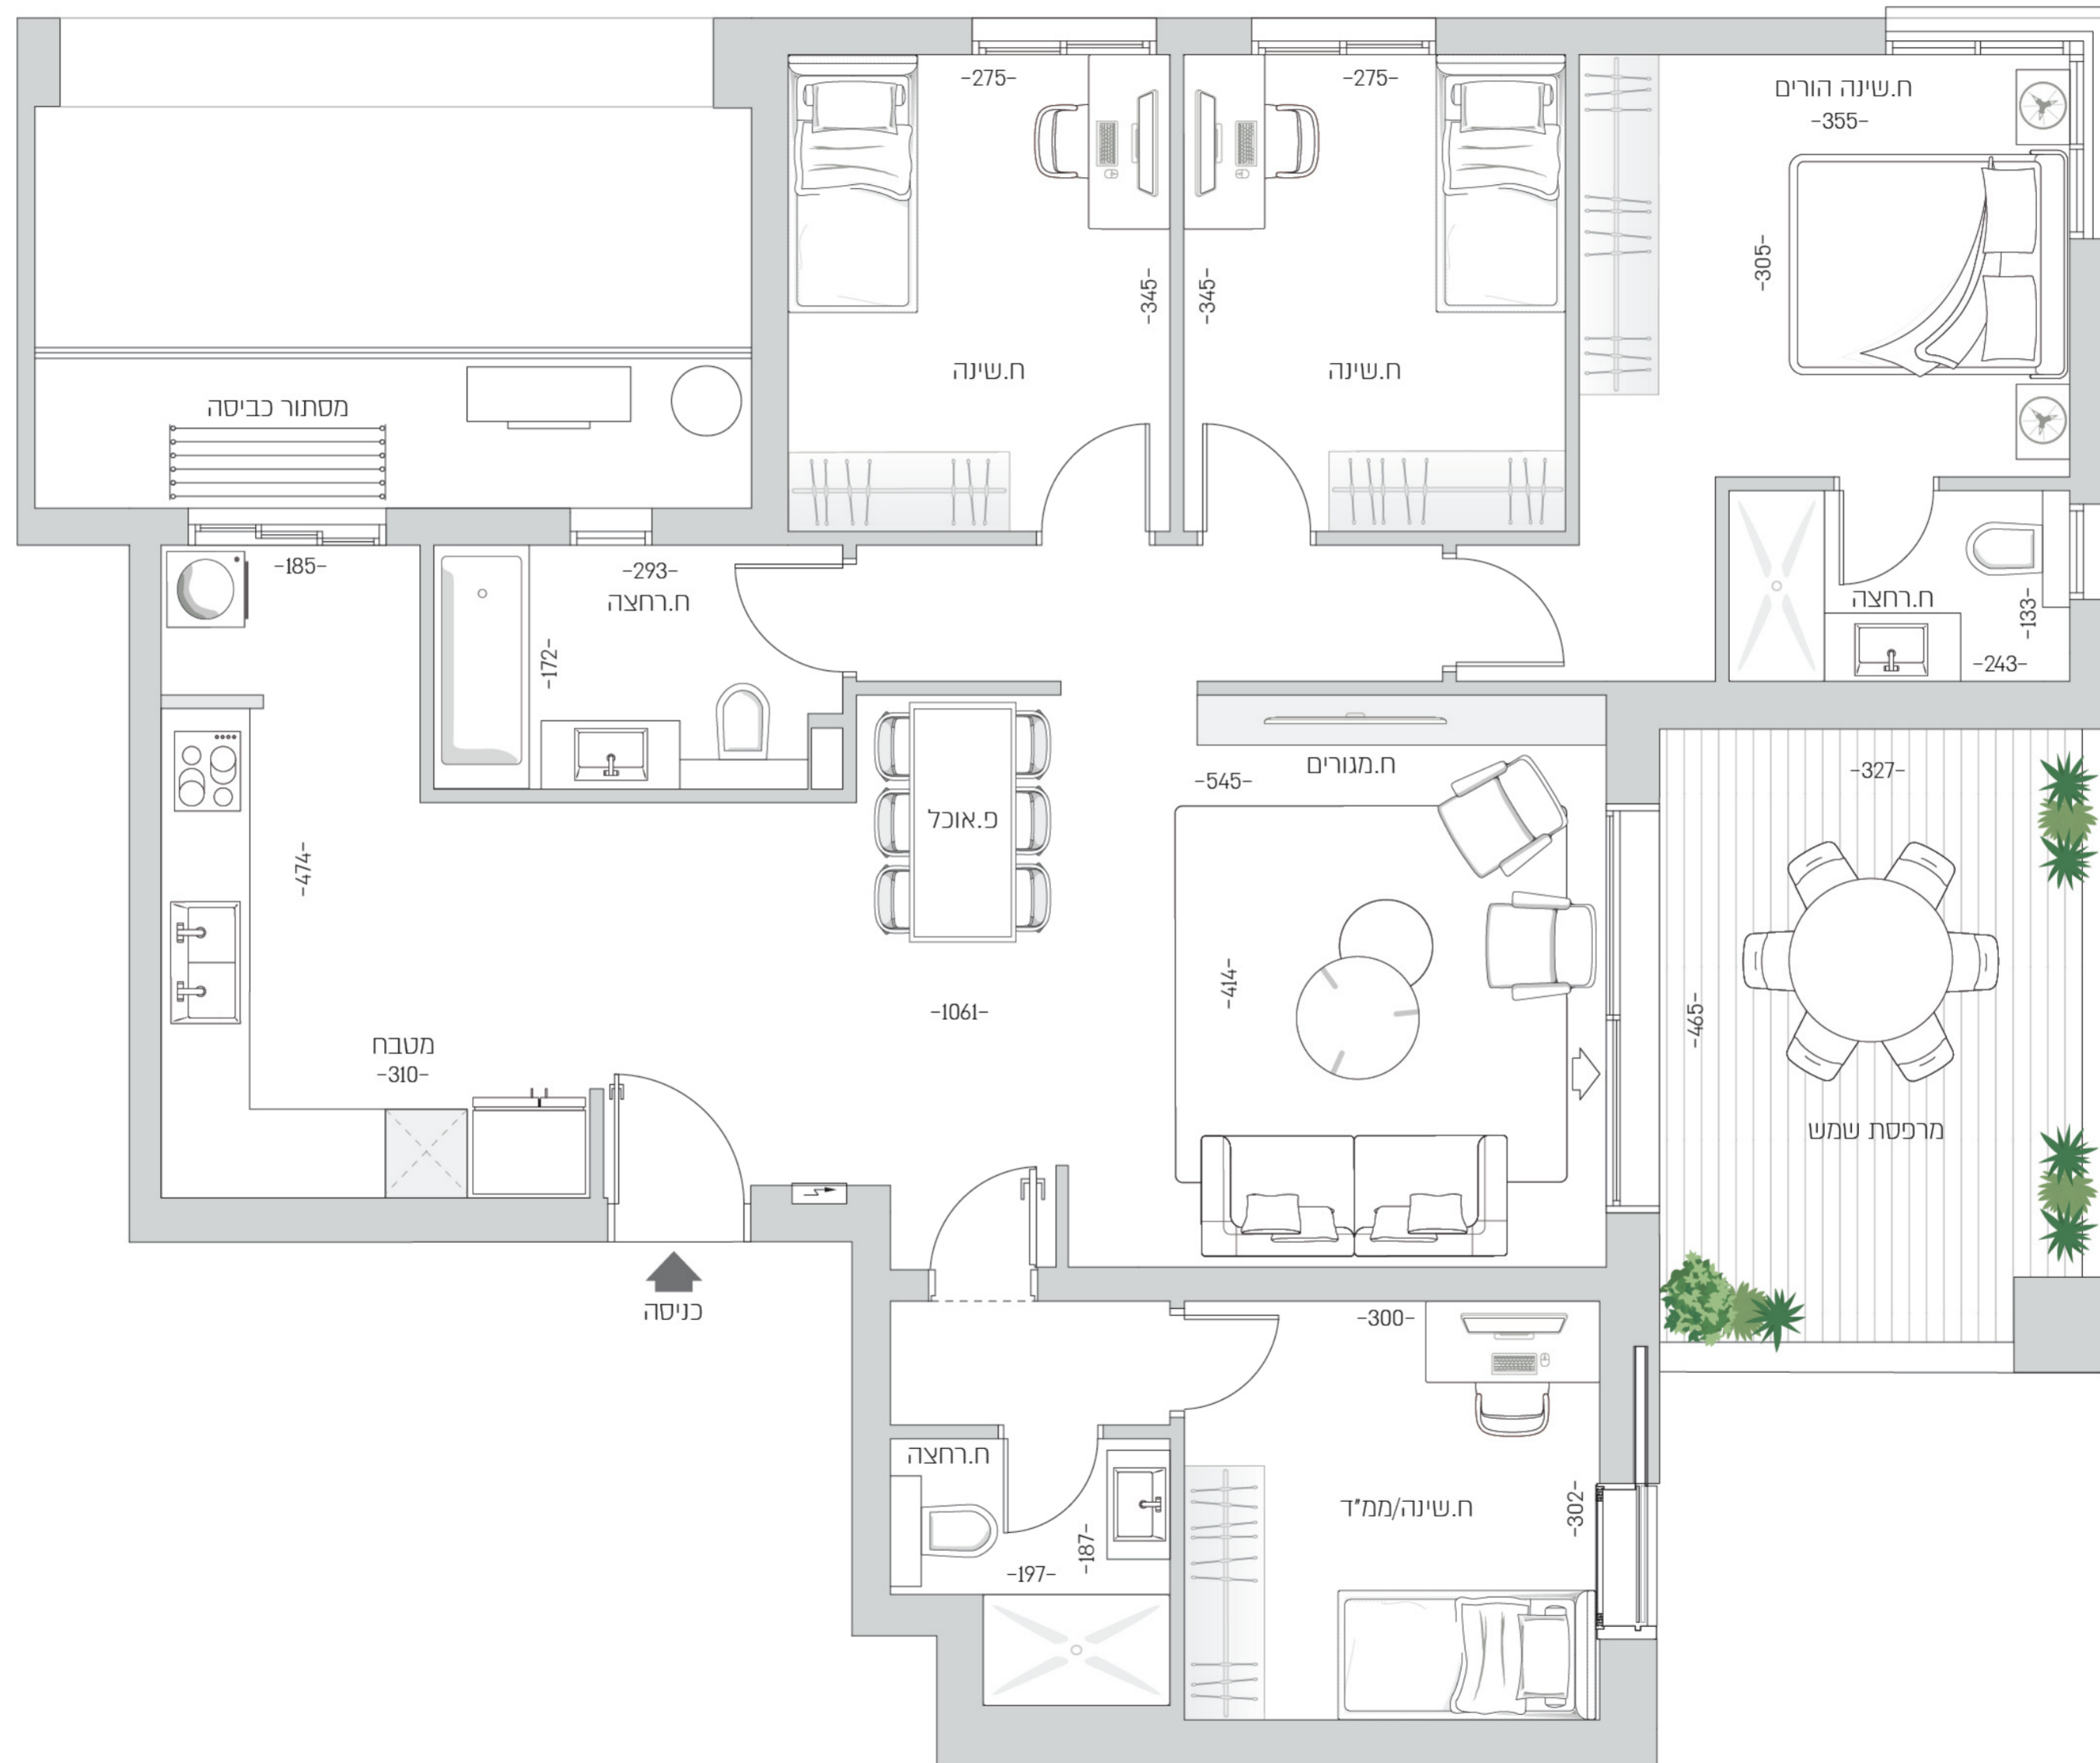 -275-
-275-
ח.שינה הורים
-355-
-305-
-345-
-345-
ח.שינה
ח.שינה
מסתור כביסה
-185-
-293-
ח.רחצה
-172-
ח.רחצה
-133-
-243-
ח.מגורים
-545-
-327-
פ.אוכל
-474-
-414-
-1061-
-465-
מטבח
-310-
מרפסת שמש
כניסה
-300-
ח.רחצה
ח.שינה/ממ"ד
-302-
-187-
-197-